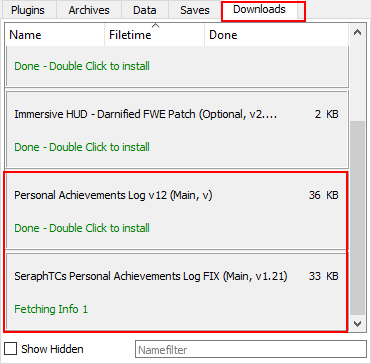 Plugins Archives Data Saves Downloads
Name Filetime Done
Done - Double Click to install
Immersive HUD - Darnified FWE Patch (Optional, v2.... 2 KB
Done - Double Click to install
Personal Achievements Log v12 (Main, v) 36 KB
Done - Double Click to install
SeraphTCs Personal Achievements Log FIX (Main, v1.21) 33 KB
Fetching Info 1
Show Hidden Namefilter